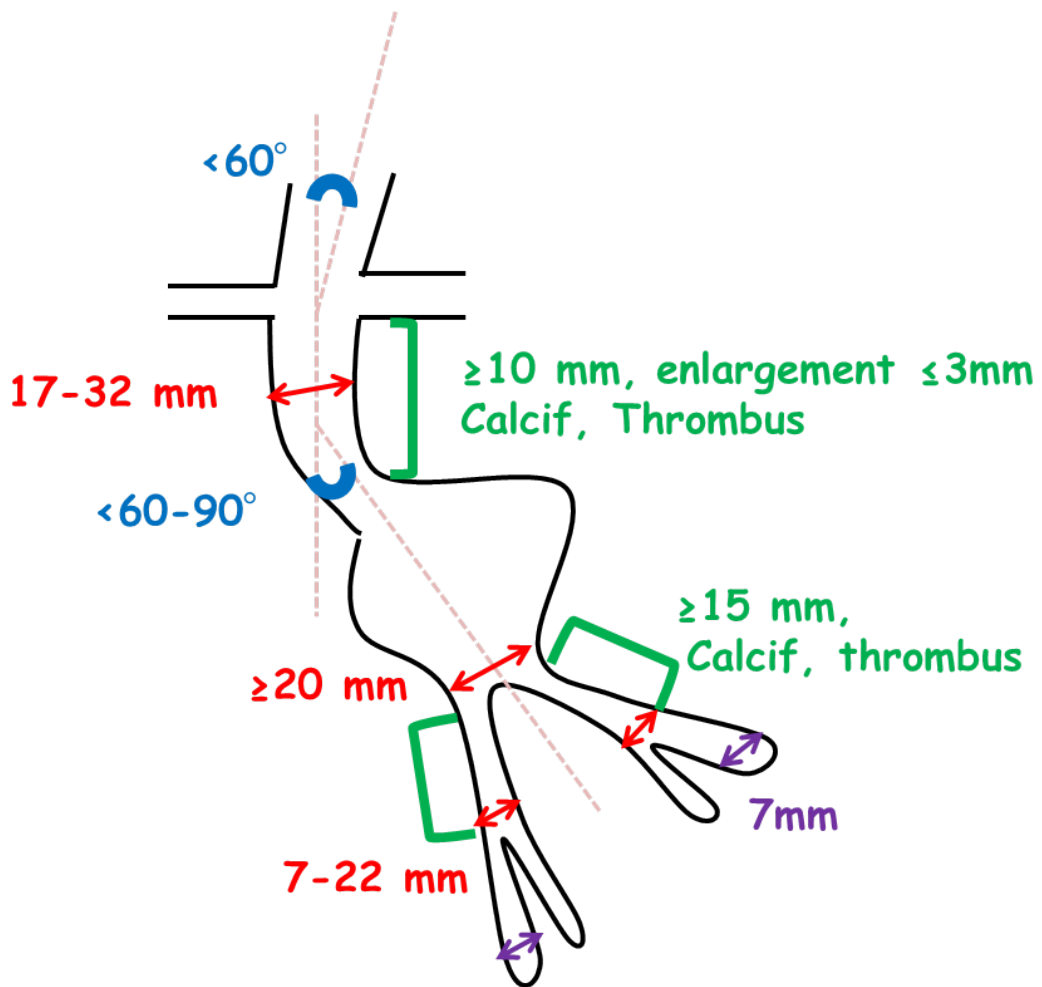 <60°
17-32 mm
≥10 mm, enlargement ≤3mm
Calcif, Thrombus
<60-90°
≥15 mm,
Calcif, thrombus
≥20 mm
7mm
7-22 mm